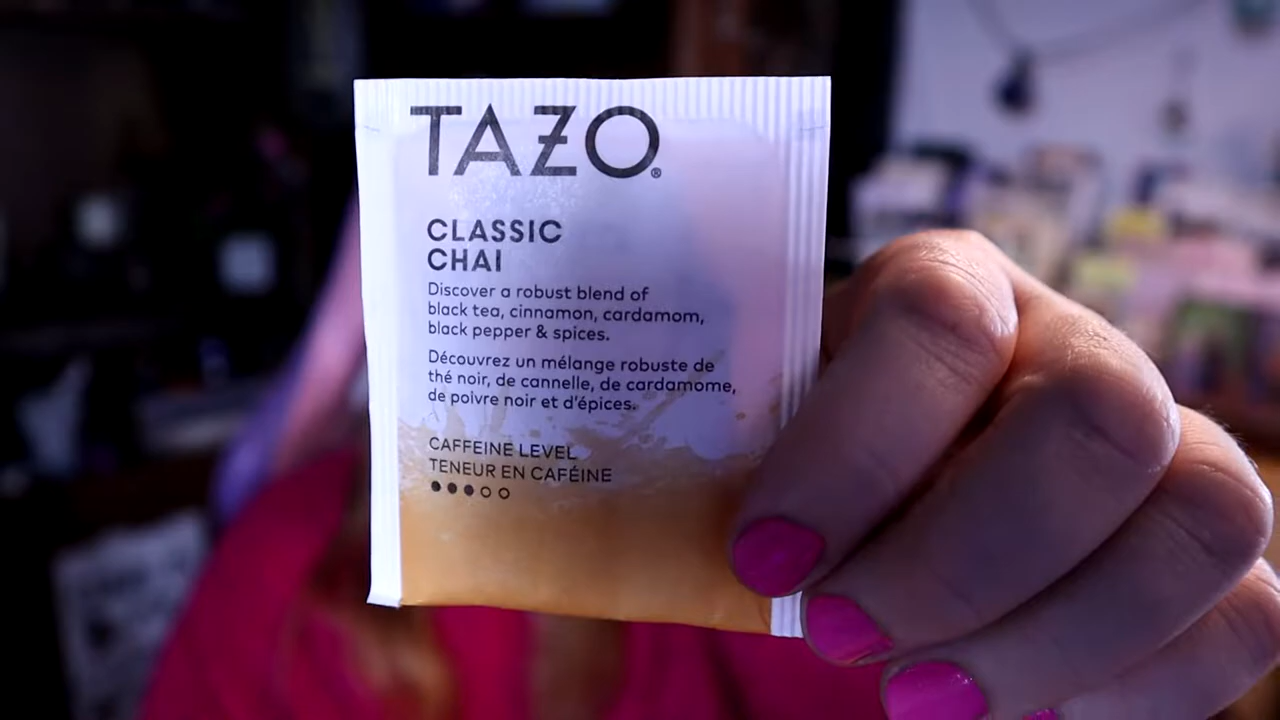 TAZO®
CLASSIC
CHAI
Discover a robust blend of
black tea, cinnamon, cardamom,
black pepper & spices.
Découvrez un mélange robuste de
thé noir, de cannelle, de cardamome,
de poivre noir et d'épices.
CAFFEINE LEVEL
TENEUR EN CAFÉINE